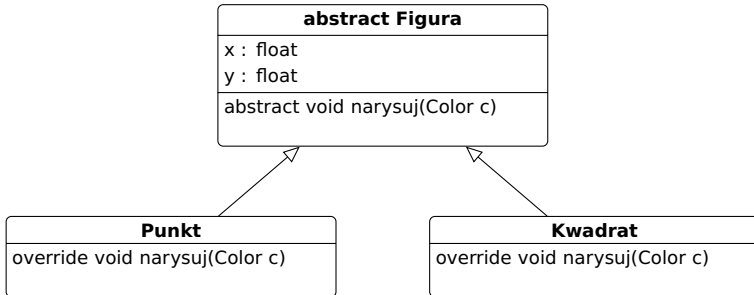 abstract Figura
x : float
y : float
abstract void narysuj(Color c)
Punkt
override void narysuj(Color c)
Kwadrat
override void narysuj(Color c)